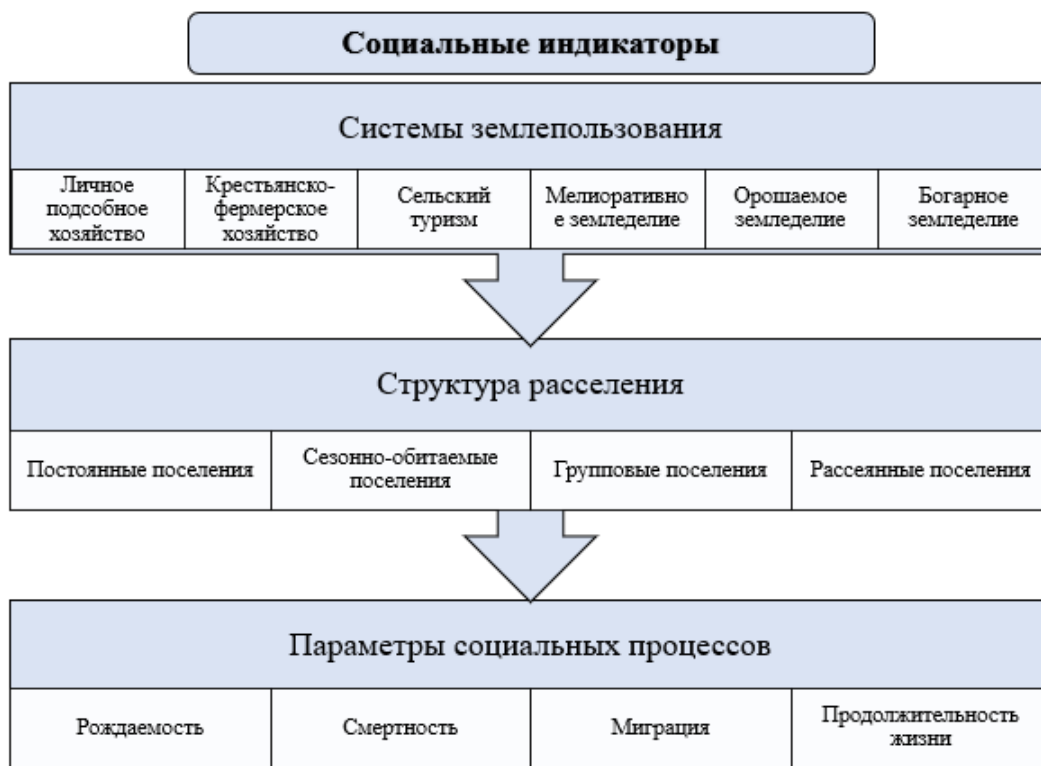 Социальные индикаторы
Системы землепользования
Личное
подсобное
хозяйство
Крестьянско-
фермерское
хозяйство
Сельский
туризм
Мелиоративно
е земледелие
Орошаемое
земледелие
Богарное
земледелие
Структура расселения
Постоянные поселения
Сезонно-обитаемые
поселения
Групповые поселения
Рассеянные поселения
Параметры социальных процессов
Рождаемость
Смертность
Миграция
Продолжительность
жизни